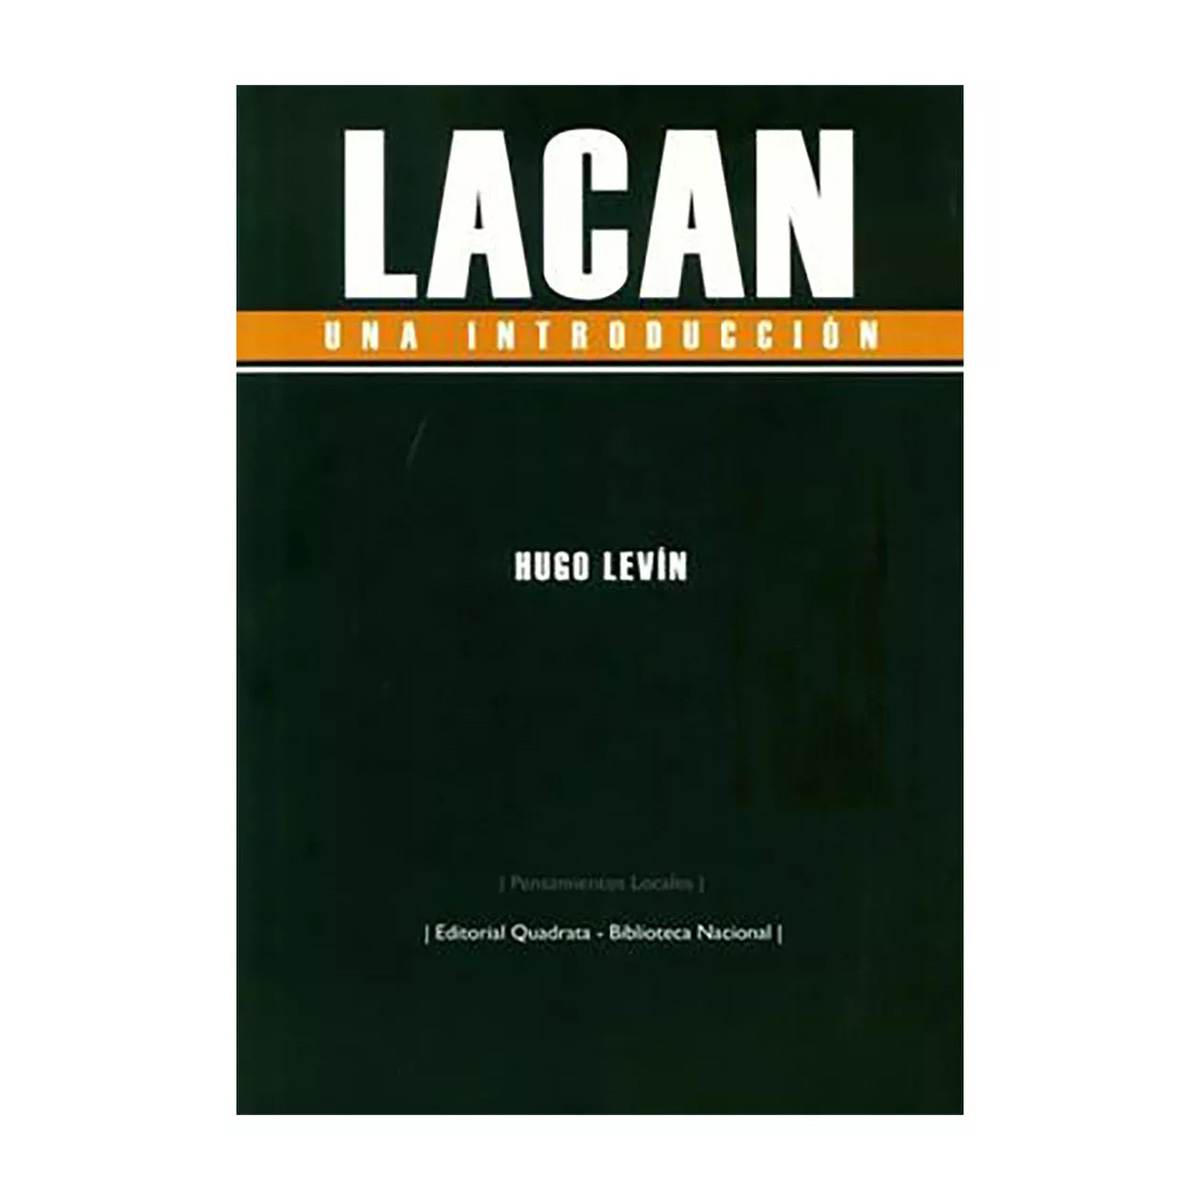 LACAN
UNA INTRODUCCIÓN
HUGO LEVÍN
| Pensamientos Locales |
| Editorial Quadrata - Biblioteca Nacional |